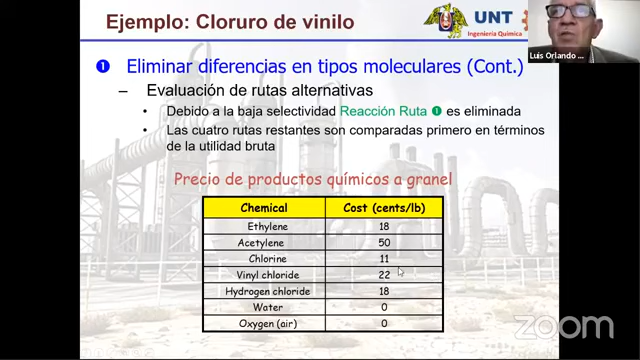 Ejemplo: Cloruro de vinilo
UNT
Ingeniería Química
Luis Orlando ...
❶ Eliminar diferencias en tipos moleculares (Cont.)
– Evaluación de rutas alternativas
• Debido a la baja selectividad Reacción Ruta ❶ es eliminada
• Las cuatro rutas restantes son comparadas primero en términos
de la utilidad bruta
Precio de productos químicos a granel
Chemical Cost (cents/lb)
Ethylene 18
Acetylene 50
Chlorine 11
Vinyl chloride 22
Hydrogen chloride 18
Water 0
Oxygen (air) 0
zoom